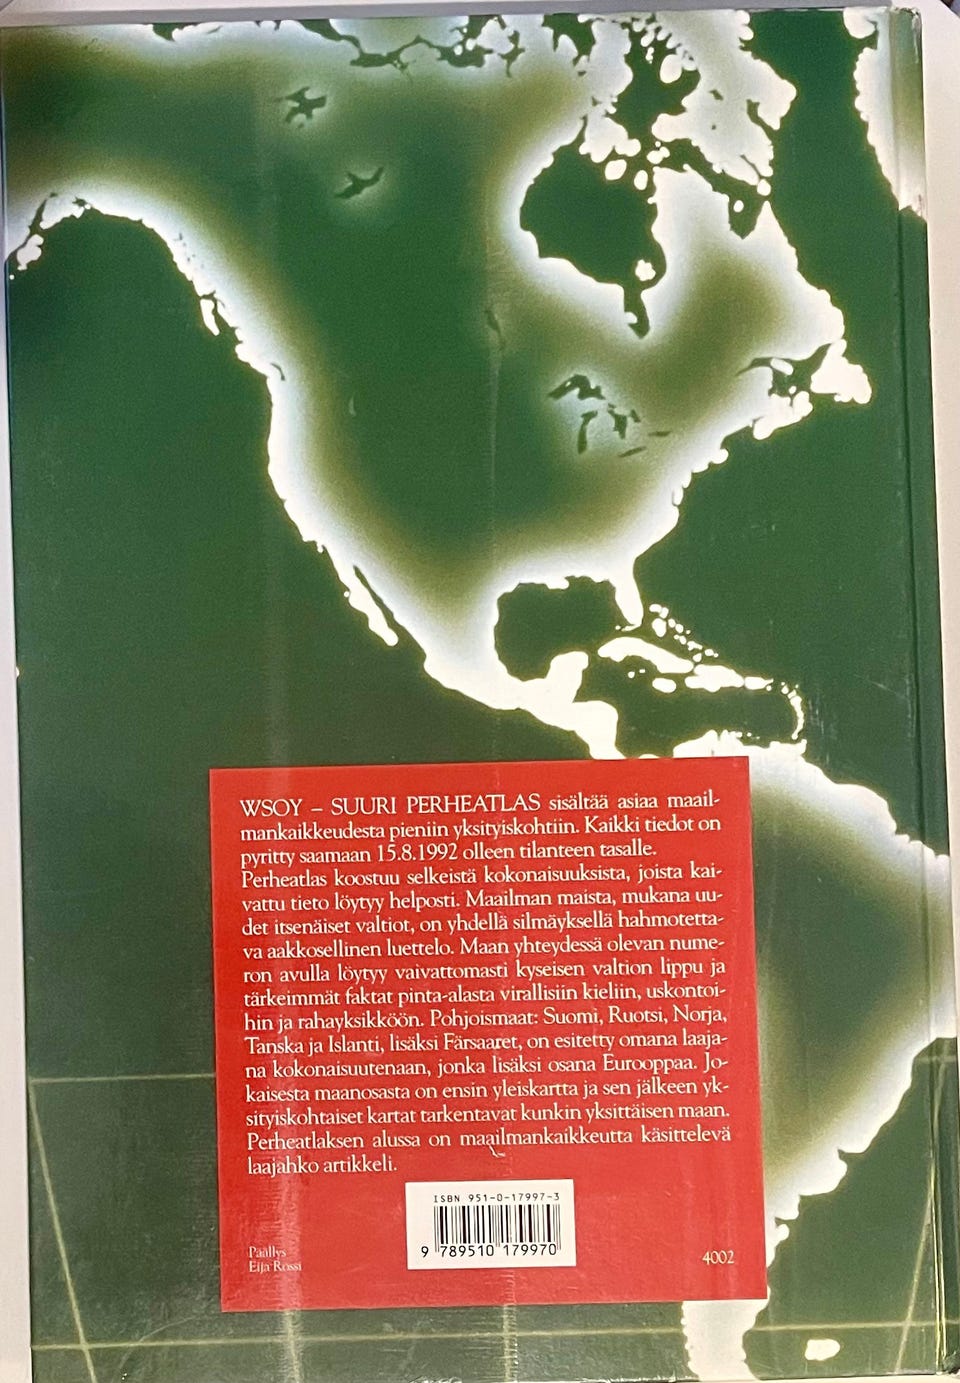 WSOY – SUURI PERHEATLAS sisältää asiaa maail-
mankaikkeudesta pieniin yksityiskohtiin. Kaikki tiedot on
pyritty saamaan 15.8.1992 olleen tilanteen tasalle.
Perheatlas koostuu selkeistä kokonaisuuksista, joista kai-
vattu tieto löytyy helposti. Maailman maista, mukana uu-
det itsenäiset valtiot, on yhdellä silmäyksellä hahmotetta-
va aakkosellinen luettelo. Maan yhteydessä olevan nume-
ron avulla löytyy vaivattomasti kyseisen valtion lippu ja
tärkeimmät faktat pinta-alasta virallisiin kieliin, uskontoi-
hin ja rahayksikköön. Pohjoismaat: Suomi, Ruotsi, Norja,
Tanska ja Islanti, lisäksi Färsaaret, on esitetty omana laaja-
na kokonaisuutenaan, jonka lisäksi osana Eurooppaa. Jo-
kaisesta manosasta on ensin yleiskartta ja sen jälkeen yk-
sityiskohtaiset kartat tarkentavat kunkin yksittäisen maan.
Perheatlaksen alussa on maailmankaikkeutta käsittelevä
laajahko artikkeli.
ISBN 951-0-17997-3
9 789510 179970
Päällys
Eija Rossi
4002